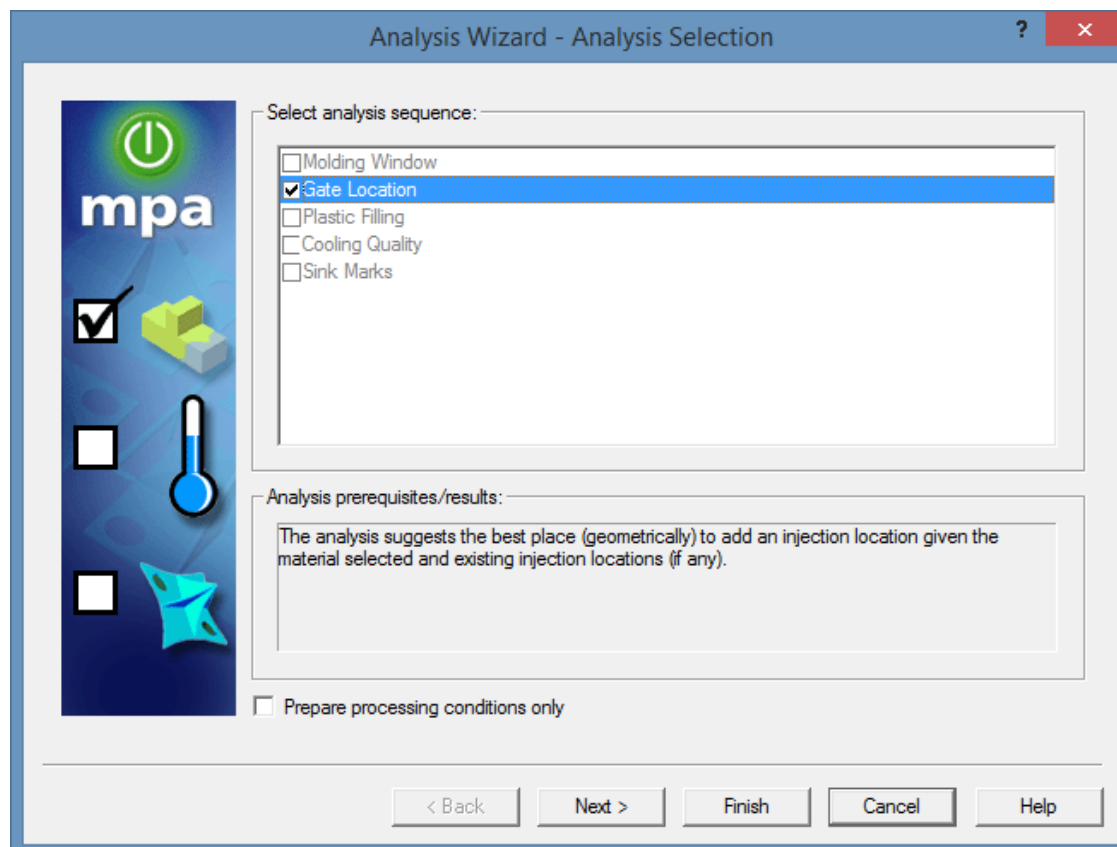 Analysis Wizard - Analysis Selection
?
mpa
Select analysis sequence:
Molding Window
Gate Location
Plastic Filling
Cooling Quality
Sink Marks
Analysis prerequisites/results:
The analysis suggests the best place (geometrically) to add an injection location given the
material selected and existing injection locations (if any).
Prepare processing conditions only
< Back Next > Finish Cancel Help